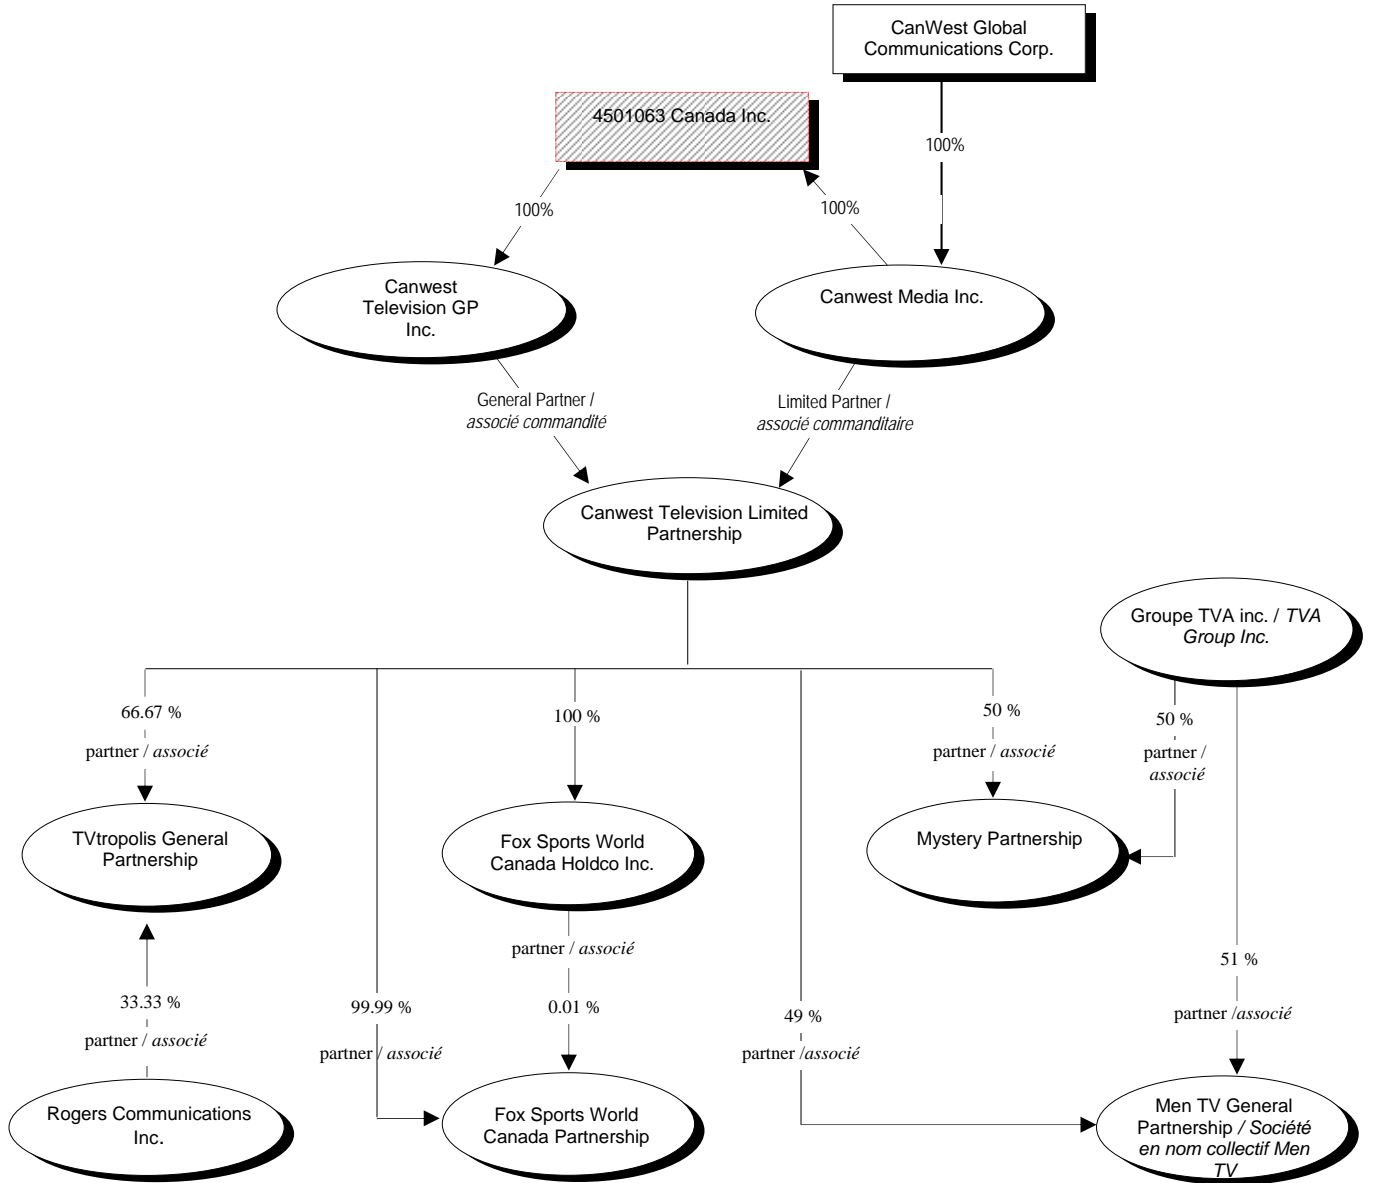 CanWest Global
Communications Corp.
4501063 Canada Inc.
100%
100%
100%
Canwest
Television GP
Inc.
Canwest Media Inc.
General Partner /
associé commandité
Limited Partner /
associé commanditaire
Canwest Television Limited
Partnership
Groupe TVA inc. / TVA
Group Inc.
66.67 %
partner / associé
100 %
50 %
partner / associé
50 %
partner /
associé
TVtropolis General
Partnership
Fox Sports World
Canada Holdco Inc.
Mystery Partnership
partner / associé
33.33 %
partner / associé
99.99 %
partner / associé
0.01 %
49 %
partner /associé
51 %
partner /associé
Rogers Communications
Inc.
Fox Sports World
Canada Partnership
Men TV General
Partnership / Société
en nom collectif Men
TV